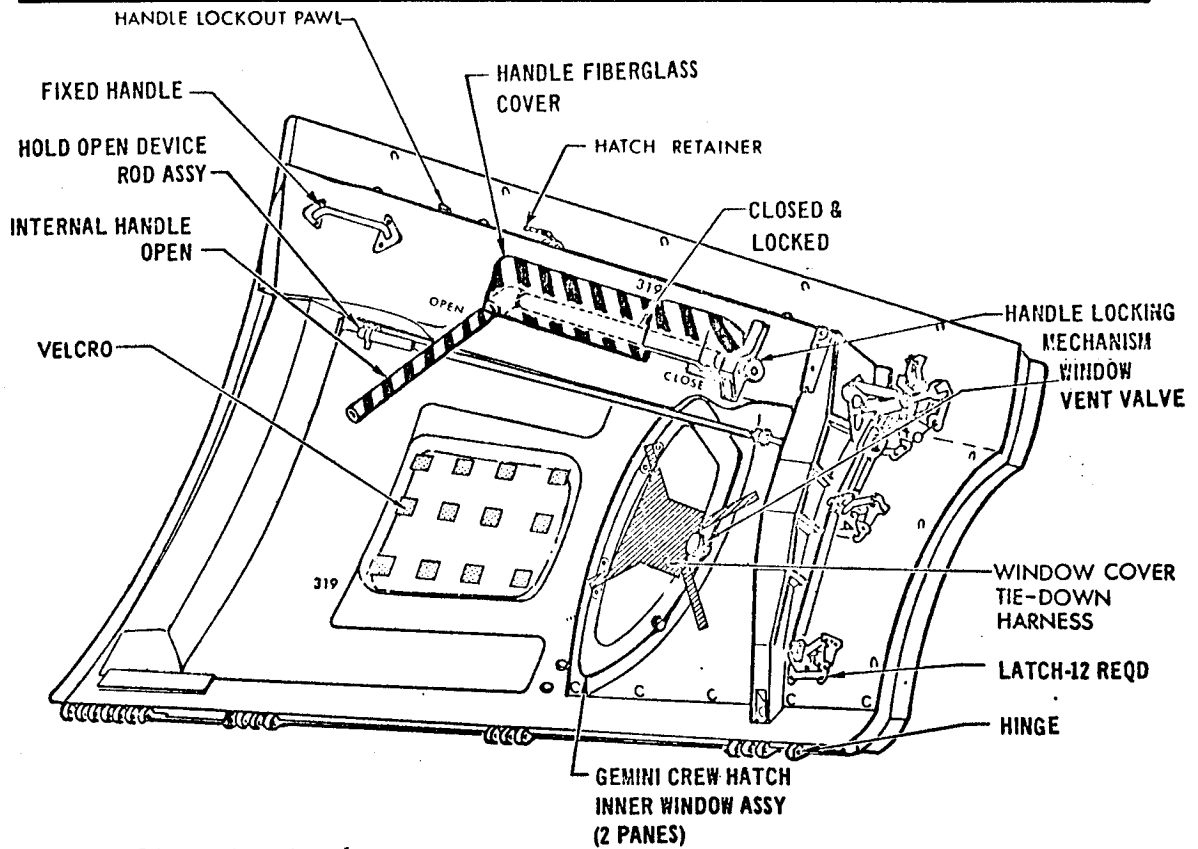 HANDLE LOCKOUT PAWL
HANDLE FIBERGLASS
COVER
FIXED HANDLE
HATCH RETAINER
HOLD OPEN DEVICE
ROD ASSY
CLOSED &
LOCKED
INTERNAL HANDLE
OPEN
319
OPEN
HANDLE LOCKING
MECHANISM
WINDOW
VENT VALVE
VELCRO
CLOSE
319
WINDOW COVER
TIE-DOWN
HARNESS
LATCH-12 REQD
HINGE
GEMINI CREW HATCH
INNER WINDOW ASSY
(2 PANES)